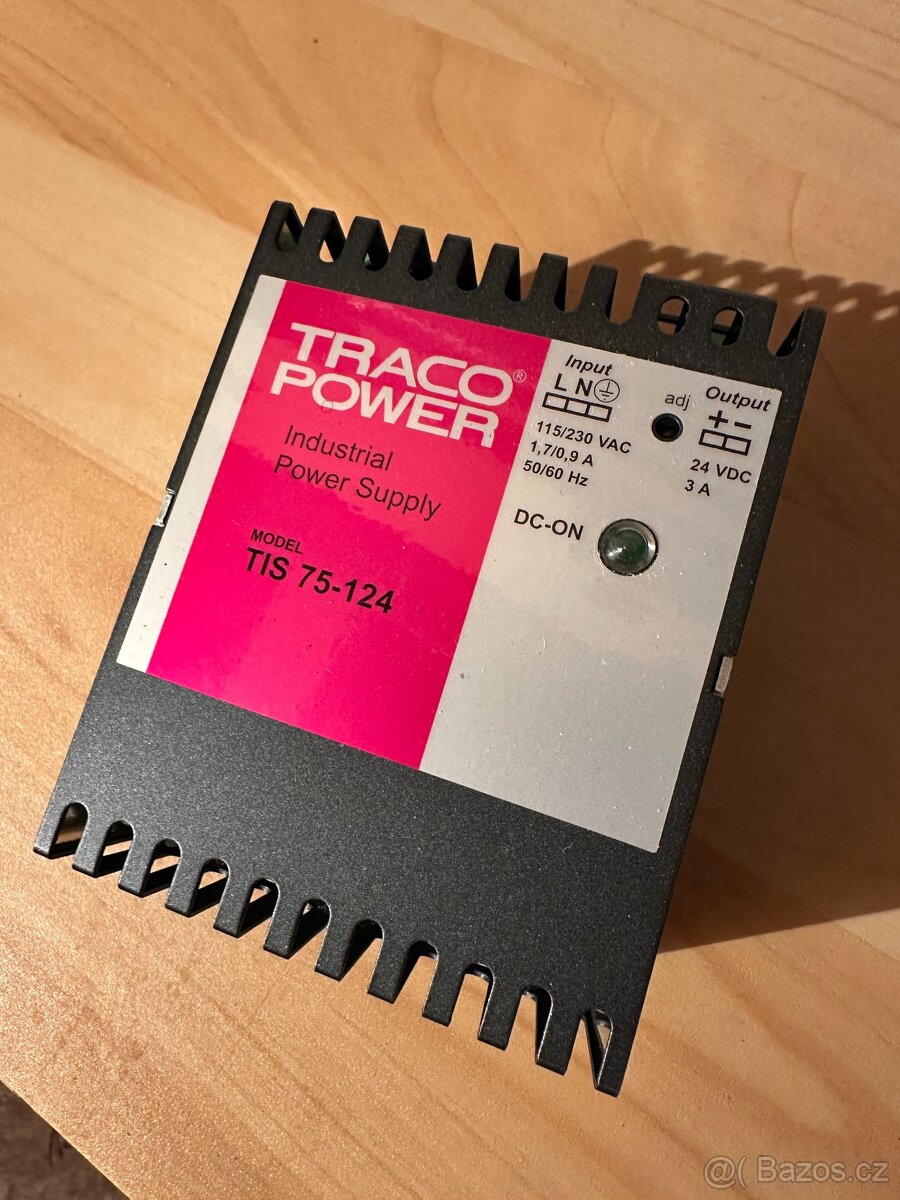 TRACO®
POWER
Industrial
Power Supply
MODEL
TIS 75-124
Input
L N
115/230 VAC
1,7/0,9 A
50/60 Hz
adj
Output
+ -
24 VDC
3 A
DC-ON
@( Bazos.cz